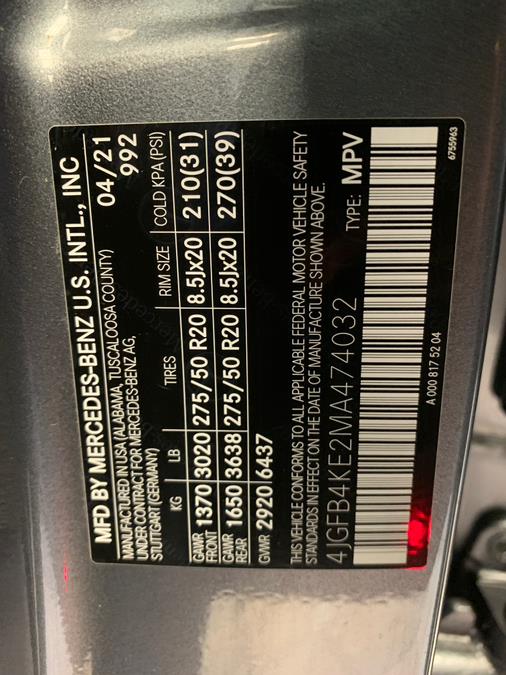 MFD BY MERCEDES-BENZ U.S. INTL., INC
MANUFACTURED IN USA (ALABAMA, TUSCALOOSA COUNTY) 04/21
UNDER CONTRACT FOR MERCEDES-BENZ AG, 992
STUTTGART (GERMANY)
KG LB TIRES RIM SIZE COLD KPA (PSI)
GAWR FRONT 1370 3020 275/50 R20 8.5Jx20 210(31)
GAWR REAR 1650 3638 275/50 R20 8.5Jx20 270(39)
GVWR 2920 6437
THIS VEHICLE CONFORMS TO ALL APPLICABLE FEDERAL MOTOR VEHICLE SAFETY
STANDARDS IN EFFECT ON THE DATE OF MANUFACTURE SHOWN ABOVE.
4JGFB4KE2MA474032 TYPE: MPV
A 000 817 52 04 6755963